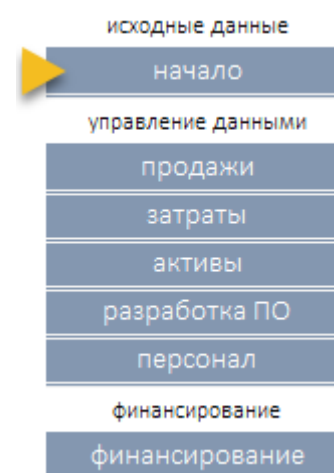 исходные данные
начало
управление данными
продажи
затраты
активы
разработка ПО
персонал
финансирование
финансирование